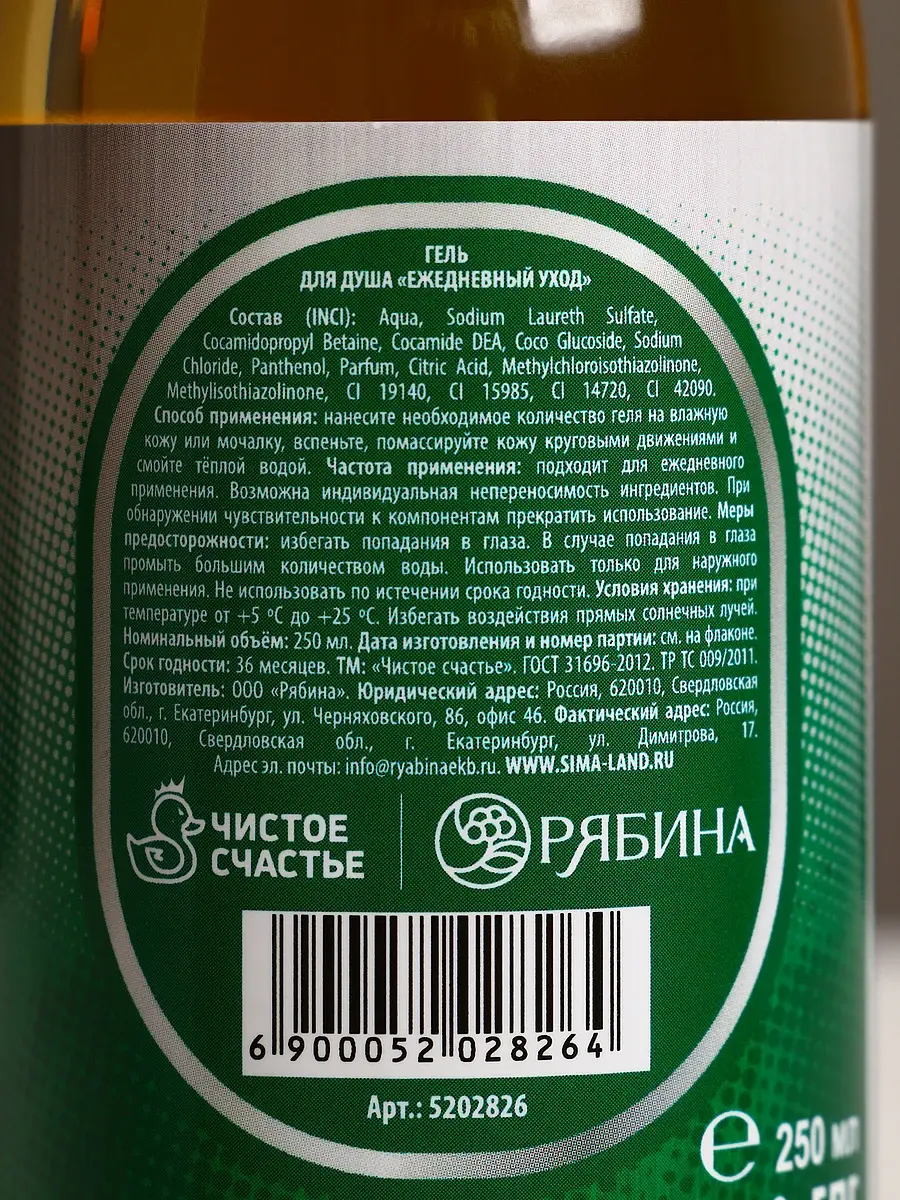 ГЕЛЬ
ДЛЯ ДУША «ЕЖЕДНЕВНЫЙ УХОД»
Состав (INCI): Aqua, Sodium Laureth Sulfate,
Cocamidopropyl Betaine, Cocamide DEA, Coco Glucoside, Sodium
Chloride, Panthenol, Parfum, Citric Acid, Methylchloroisothiazolinone,
Methylisothiazolinone, CI 19140, CI 15985, CI 14720, CI 42090.
Способ применения: нанесите необходимое количество геля на влажную
кожу или мочалку, вспеньте, помассируйте кожу круговыми движениями и
смойте тёплой водой. Частота применения: подходит для ежедневного
применения. Возможна индивидуальная непереносимость ингредиентов. При
обнаружении чувствительности к компонентам прекратить использование. Меры
предосторожности: избегать попадания в глаза. В случае попадания в глаза
промыть большим количеством воды. Использовать только для наружного
применения. Не использовать по истечении срока годности. Условия хранения: при
температуре от +5 ºC до +25 ºC. Избегать воздействия прямых солнечных лучей.
Номинальный объём: 250 мл. Дата изготовления и номер партии: см. на флаконе.
Срок годности: 36 месяцев. ТМ: «Чистое счастье». ГОСТ 31696-2012. ТР ТС 009/2011.
Изготовитель: ООО «Рябина». Юридический адрес: Россия, 620010, Свердловская
обл., г. Екатеринбург, ул. Черняховского, 86, офис 46. Фактический адрес: Россия,
620010, Свердловская обл., г. Екатеринбург, ул. Димитрова, 17.
Адрес эл. почты: info@ryabinaekb.ru. WWW.SIMA-LAND.RU
ЧИСТОЕ
СЧАСТЬЕ
РЯБИНА
6 900052 028264
Арт.: 5202826
℮ 250 мл